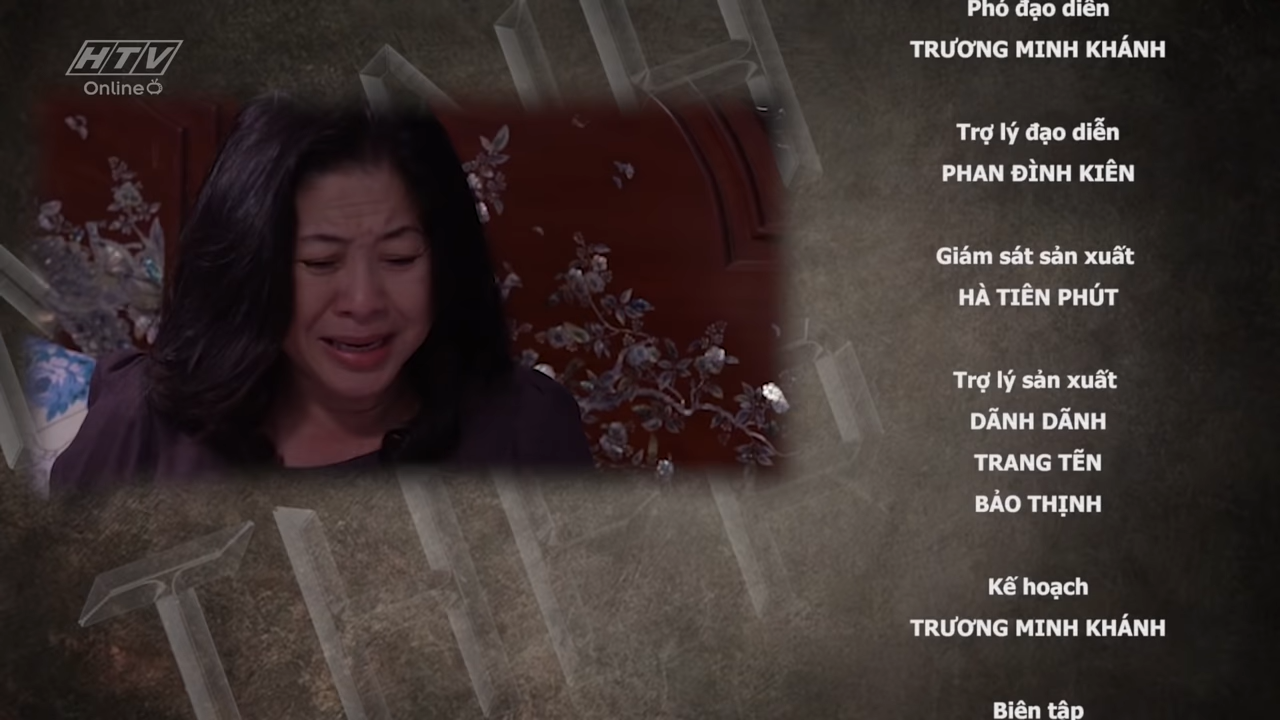 HTV
Online
Phó đạo diễn
TRƯƠNG MINH KHÁNH
Trợ lý đạo diễn
PHAN ĐÌNH KIÊN
Giám sát sản xuất
HÀ TIÊN PHÚT
Trợ lý sản xuất
DÃNH DÃNH
TRANG TẼN
BẢO THỊNH
Kế hoạch
TRƯƠNG MINH KHÁNH
Biên tập